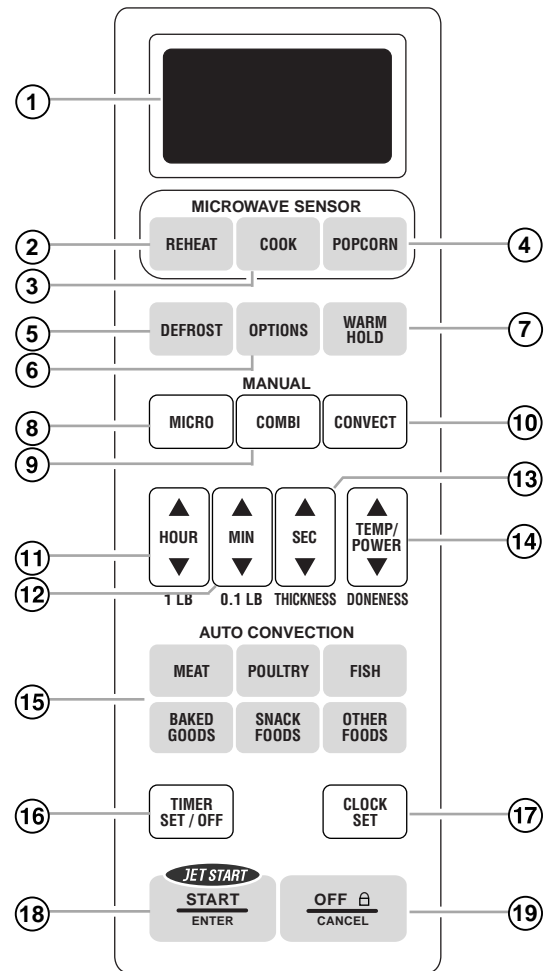 1
MICROWAVE SENSOR
2
REHEAT
COOK
POPCORN
4
3
5
DEFROST
OPTIONS
WARM
HOLD
7
6
MANUAL
8
MICRO
COMBI
CONVECT
10
9
13
HOUR
MIN
SEC
TEMP/
POWER
14
11
12
1 LB
0.1 LB
THICKNESS
DONENESS
AUTO CONVECTION
MEAT
POULTRY
FISH
15
BAKED
GOODS
SNACK
FOODS
OTHER
FOODS
16
TIMER
SET / OFF
CLOCK
SET
17
JET START
18
START
ENTER
OFF
CANCEL
19